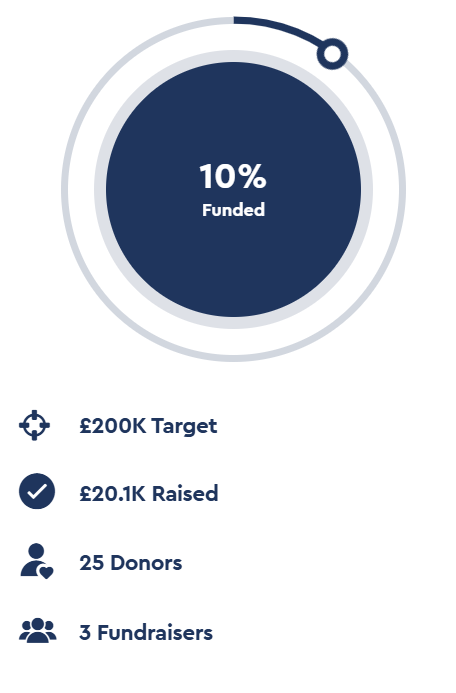 10%
Funded
£200K Target
£20.1K Raised
25 Donors
3 Fundraisers